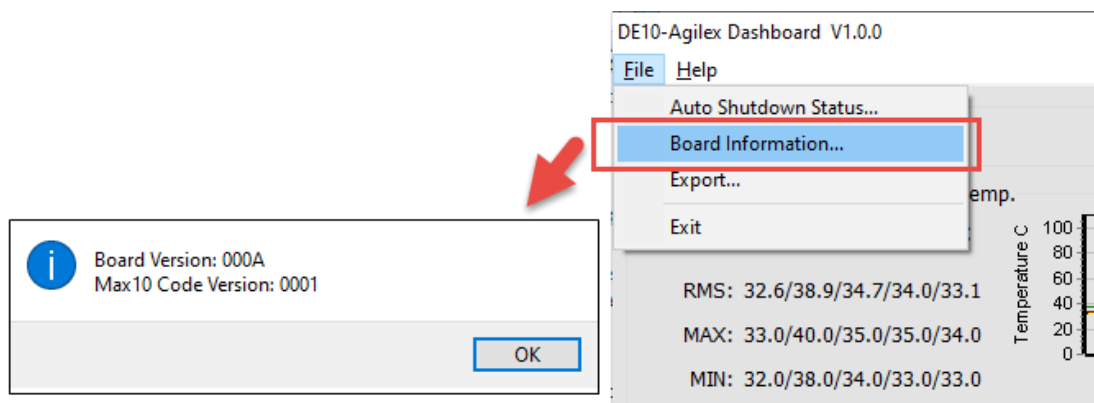 DE10-Agilex Dashboard V1.0.0
File Help
Auto Shutdown Status...
Board Information...
Export...
Exit
emp.
Temperature C
100
80
60
40
20
0
RMS: 32.6/38.9/34.7/34.0/33.1
MAX: 33.0/40.0/35.0/35.0/34.0
MIN: 32.0/38.0/34.0/33.0/33.0
Board Version: 000A
Max10 Code Version: 0001
OK